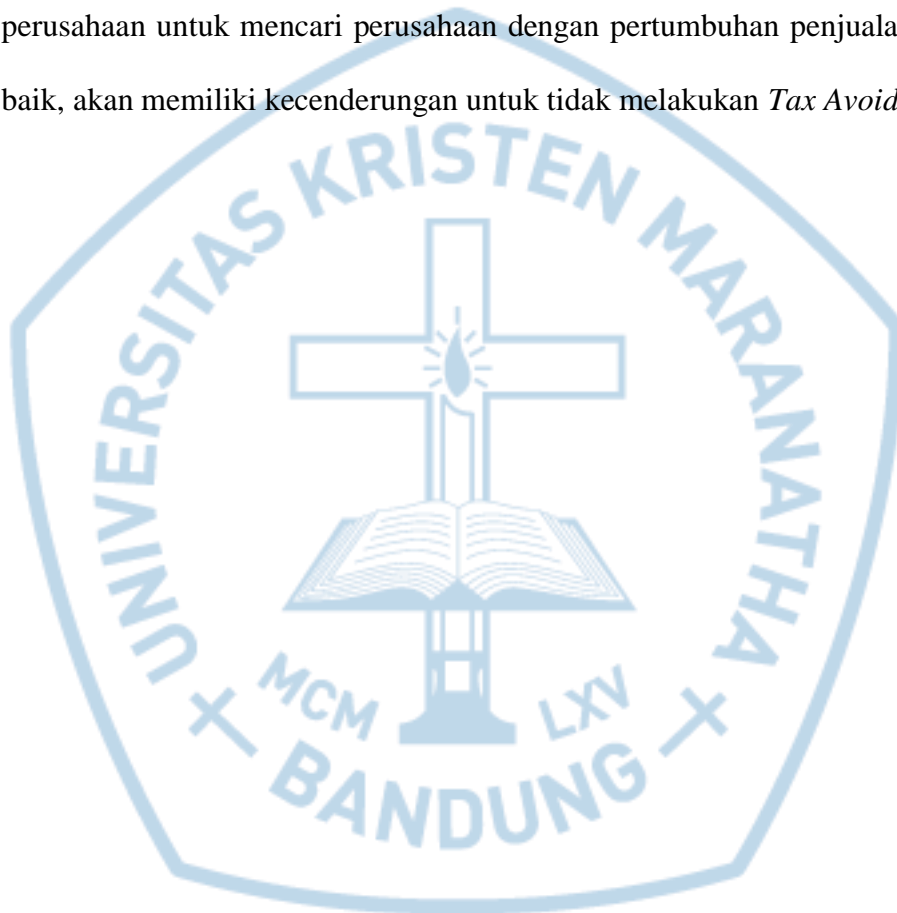 perusahaan untuk mencari perusahaan dengan pertumbuhan penjuala
baik, akan memiliki kecenderungan untuk tidak melakukan Tax Avoid
UNIVERSITAS KRISTEN MARANATHA
MCM LXV
BANDUNG